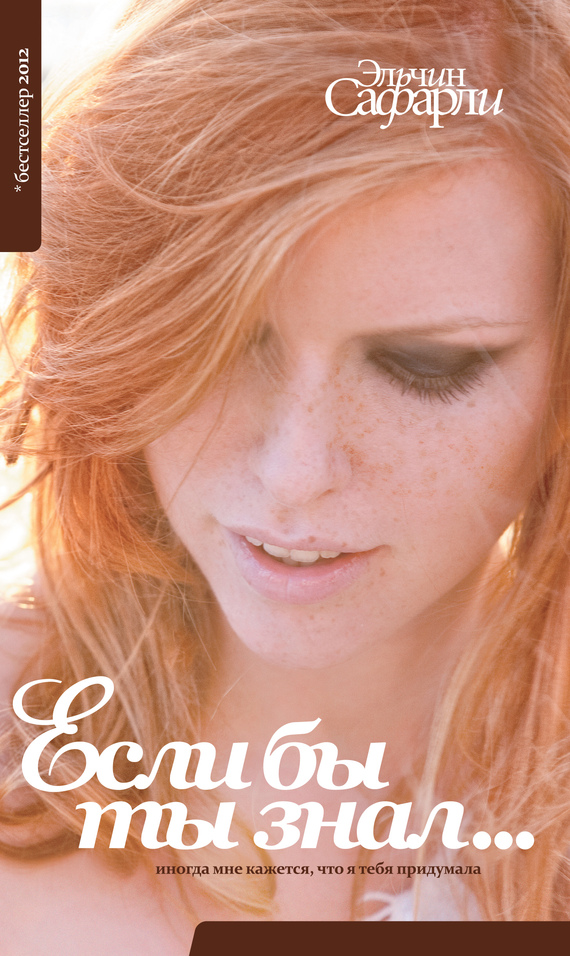 *бестселлер 2012
Эльчин
Сафарли
Если бы
ты знал...
иногда мне кажется, что я тебя придумала